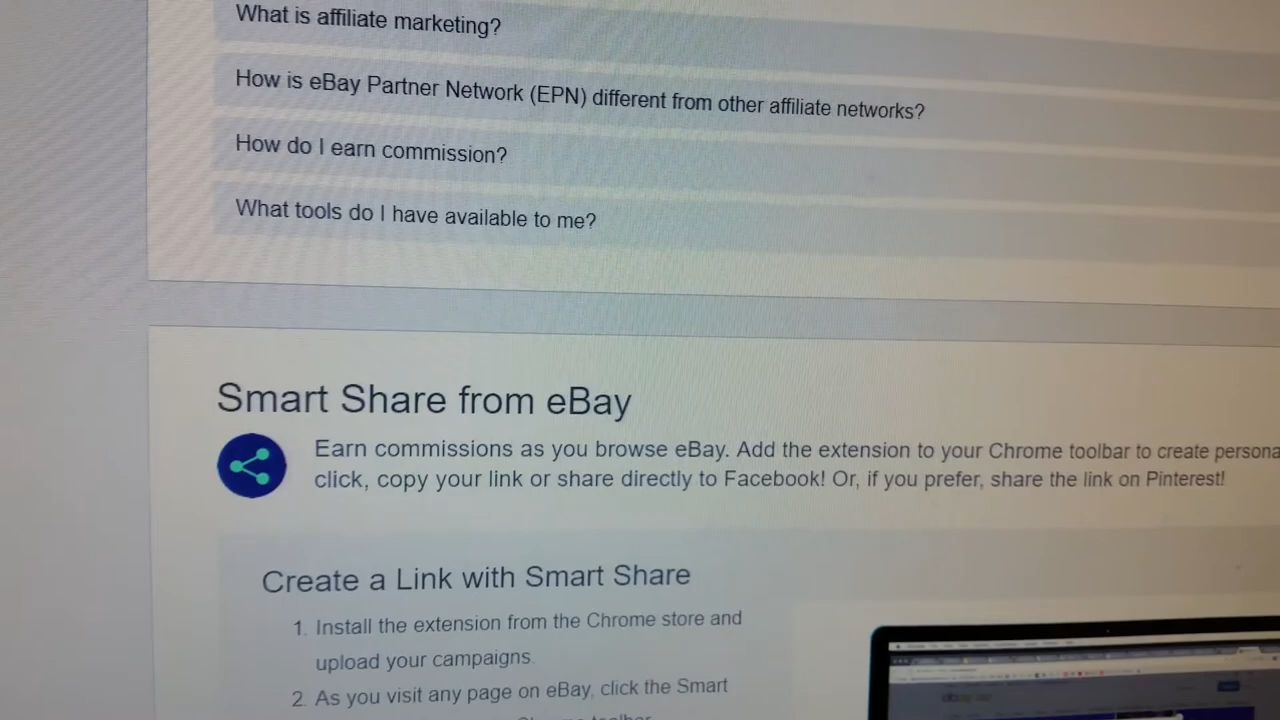 What is affiliate marketing?
How is eBay Partner Network (EPN) different from other affiliate networks?
How do I earn commission?
What tools do I have available to me?
Smart Share from eBay
Earn commissions as you browse eBay. Add the extension to your Chrome toolbar to create persona
click, copy your link or share directly to Facebook! Or, if you prefer, share the link on Pinterest!
Create a Link with Smart Share
1. Install the extension from the Chrome store and
upload your campaigns.
2. As you visit any page on eBay, click the Smart
Chrome toolbar